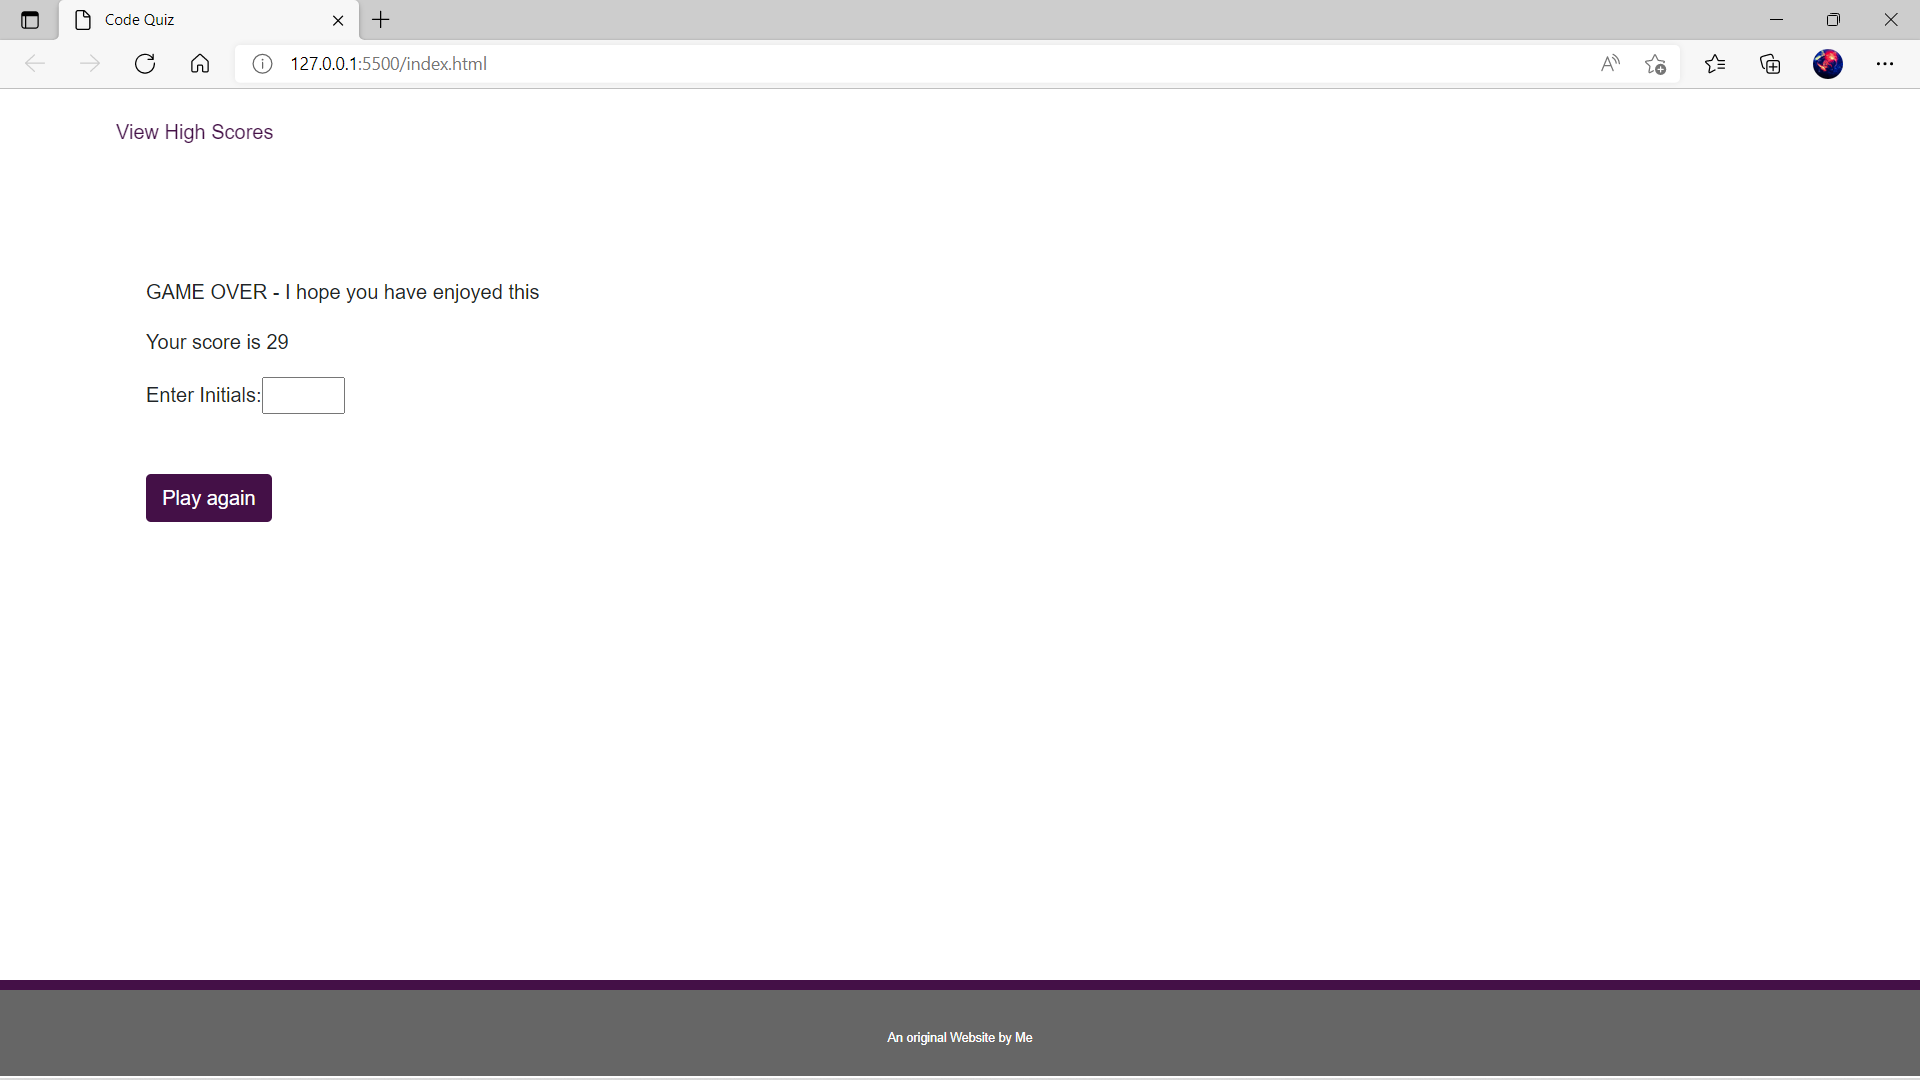 Code Quiz
127.0.0.1:5500/index.html
View High Scores
GAME OVER - I hope you have enjoyed this
Your score is 29
Enter Initials:
Play again
An original Website by Me